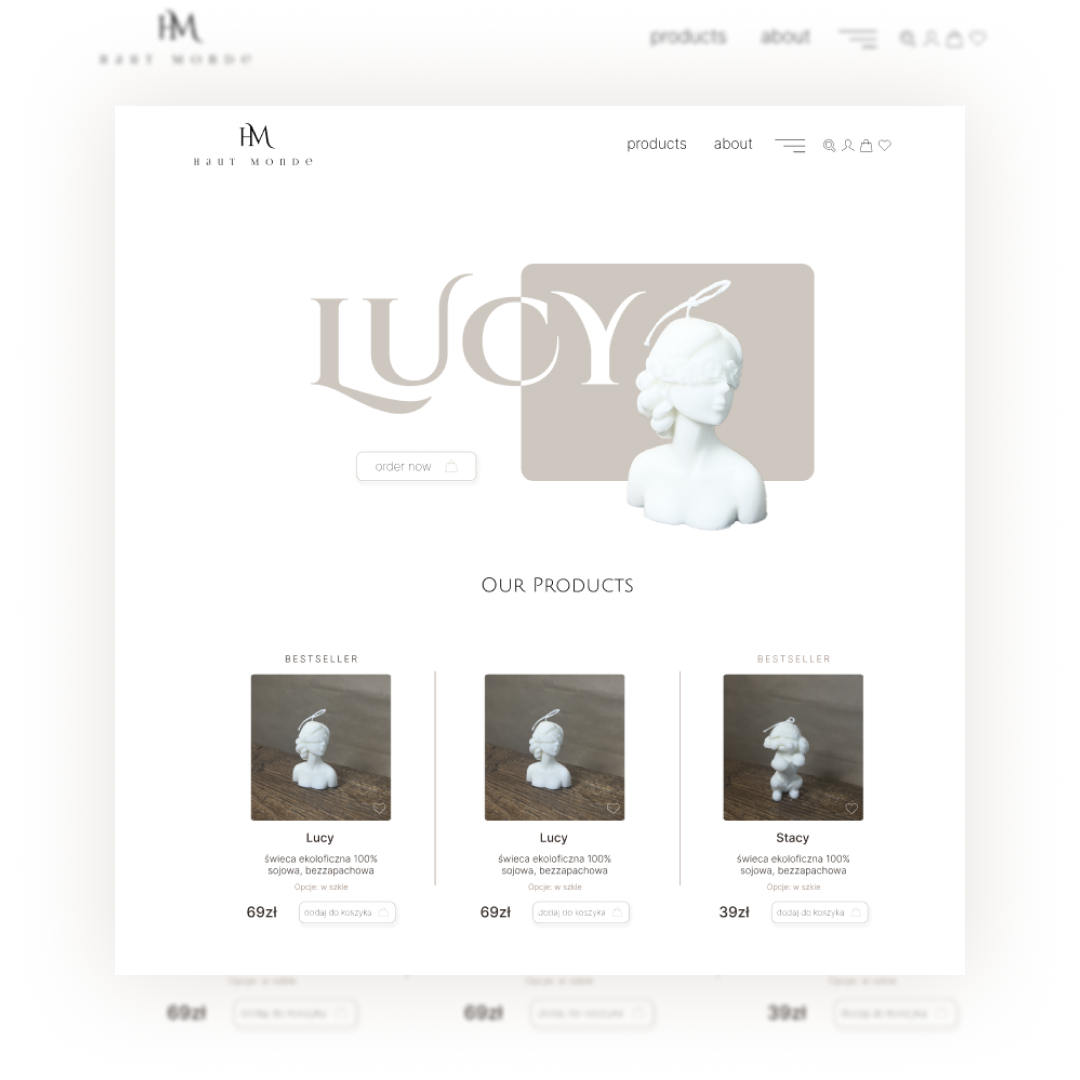 HM
products about
Haut Monde
HM
Haut Monde
products about
LUCY
order now
Our Products
BESTSELLER
BESTSELLER
Lucy
świeca ekoloficzna 100%
sojowa, bezzapachowa
Opcje: w szkle
69zł dodaj do koszyka
Lucy
świeca ekoloficzna 100%
sojowa, bezzapachowa
Opcje: w szkle
69zł dodaj do koszyka
Stacy
świeca ekoloficzna 100%
sojowa, bezzapachowa
Opcje: w szkle
39zł dodaj do koszyka
Opcje: w szkle Opcje: w szkle Opcje: w szkle
69zł dodaj do koszyka 69zł dodaj do koszyka 39zł dodaj do koszyka